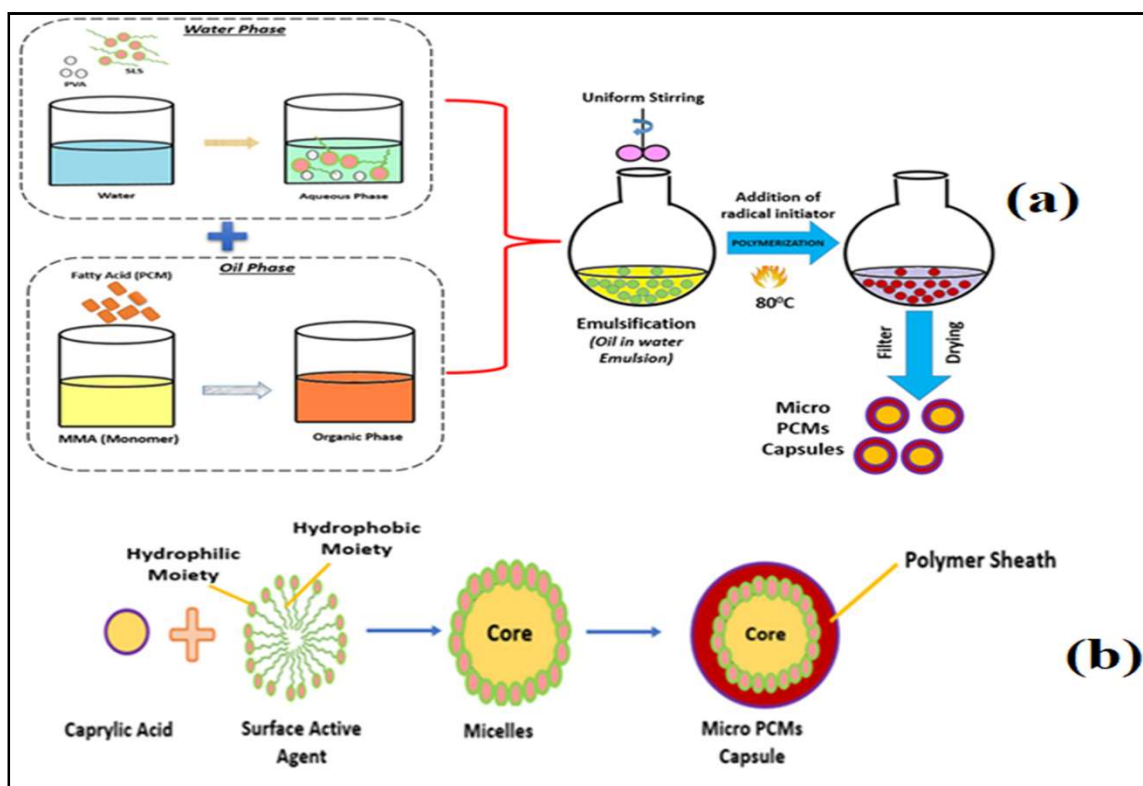 Water Phase
SLS
PVA
Water
Aqueous Phase
Oil Phase
Fatty Acid (PCM)
MMA (Monomer)
Organic Phase
Uniform Stirring
Emulsification
(Oil in water
Emulsion)
Addition of
radical initiator
POLYMERIZATION
80°C
(a)
Filter
Drying
Micro
PCMs
Capsules
Hydrophilic
Moiety
Hydrophobic
Moiety
Caprylic Acid
Surface Active
Agent
Core
Micelles
Core
Micro PCMs
Capsule
Polymer Sheath
(b)